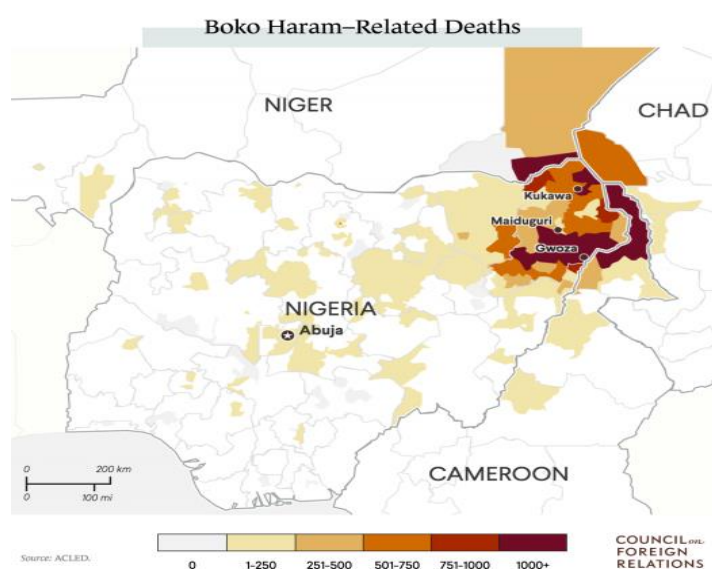 Boko Haram–Related Deaths
NIGER
CHAD
Kukawa
Maiduguri
Gwoza
NIGERIA
Abuja
CAMEROON
0 200 km
0 100 mi
0 1-250 251-500 501-750 751-1000 1000+
Source: ACLED.
COUNCIL on
FOREIGN
RELATIONS